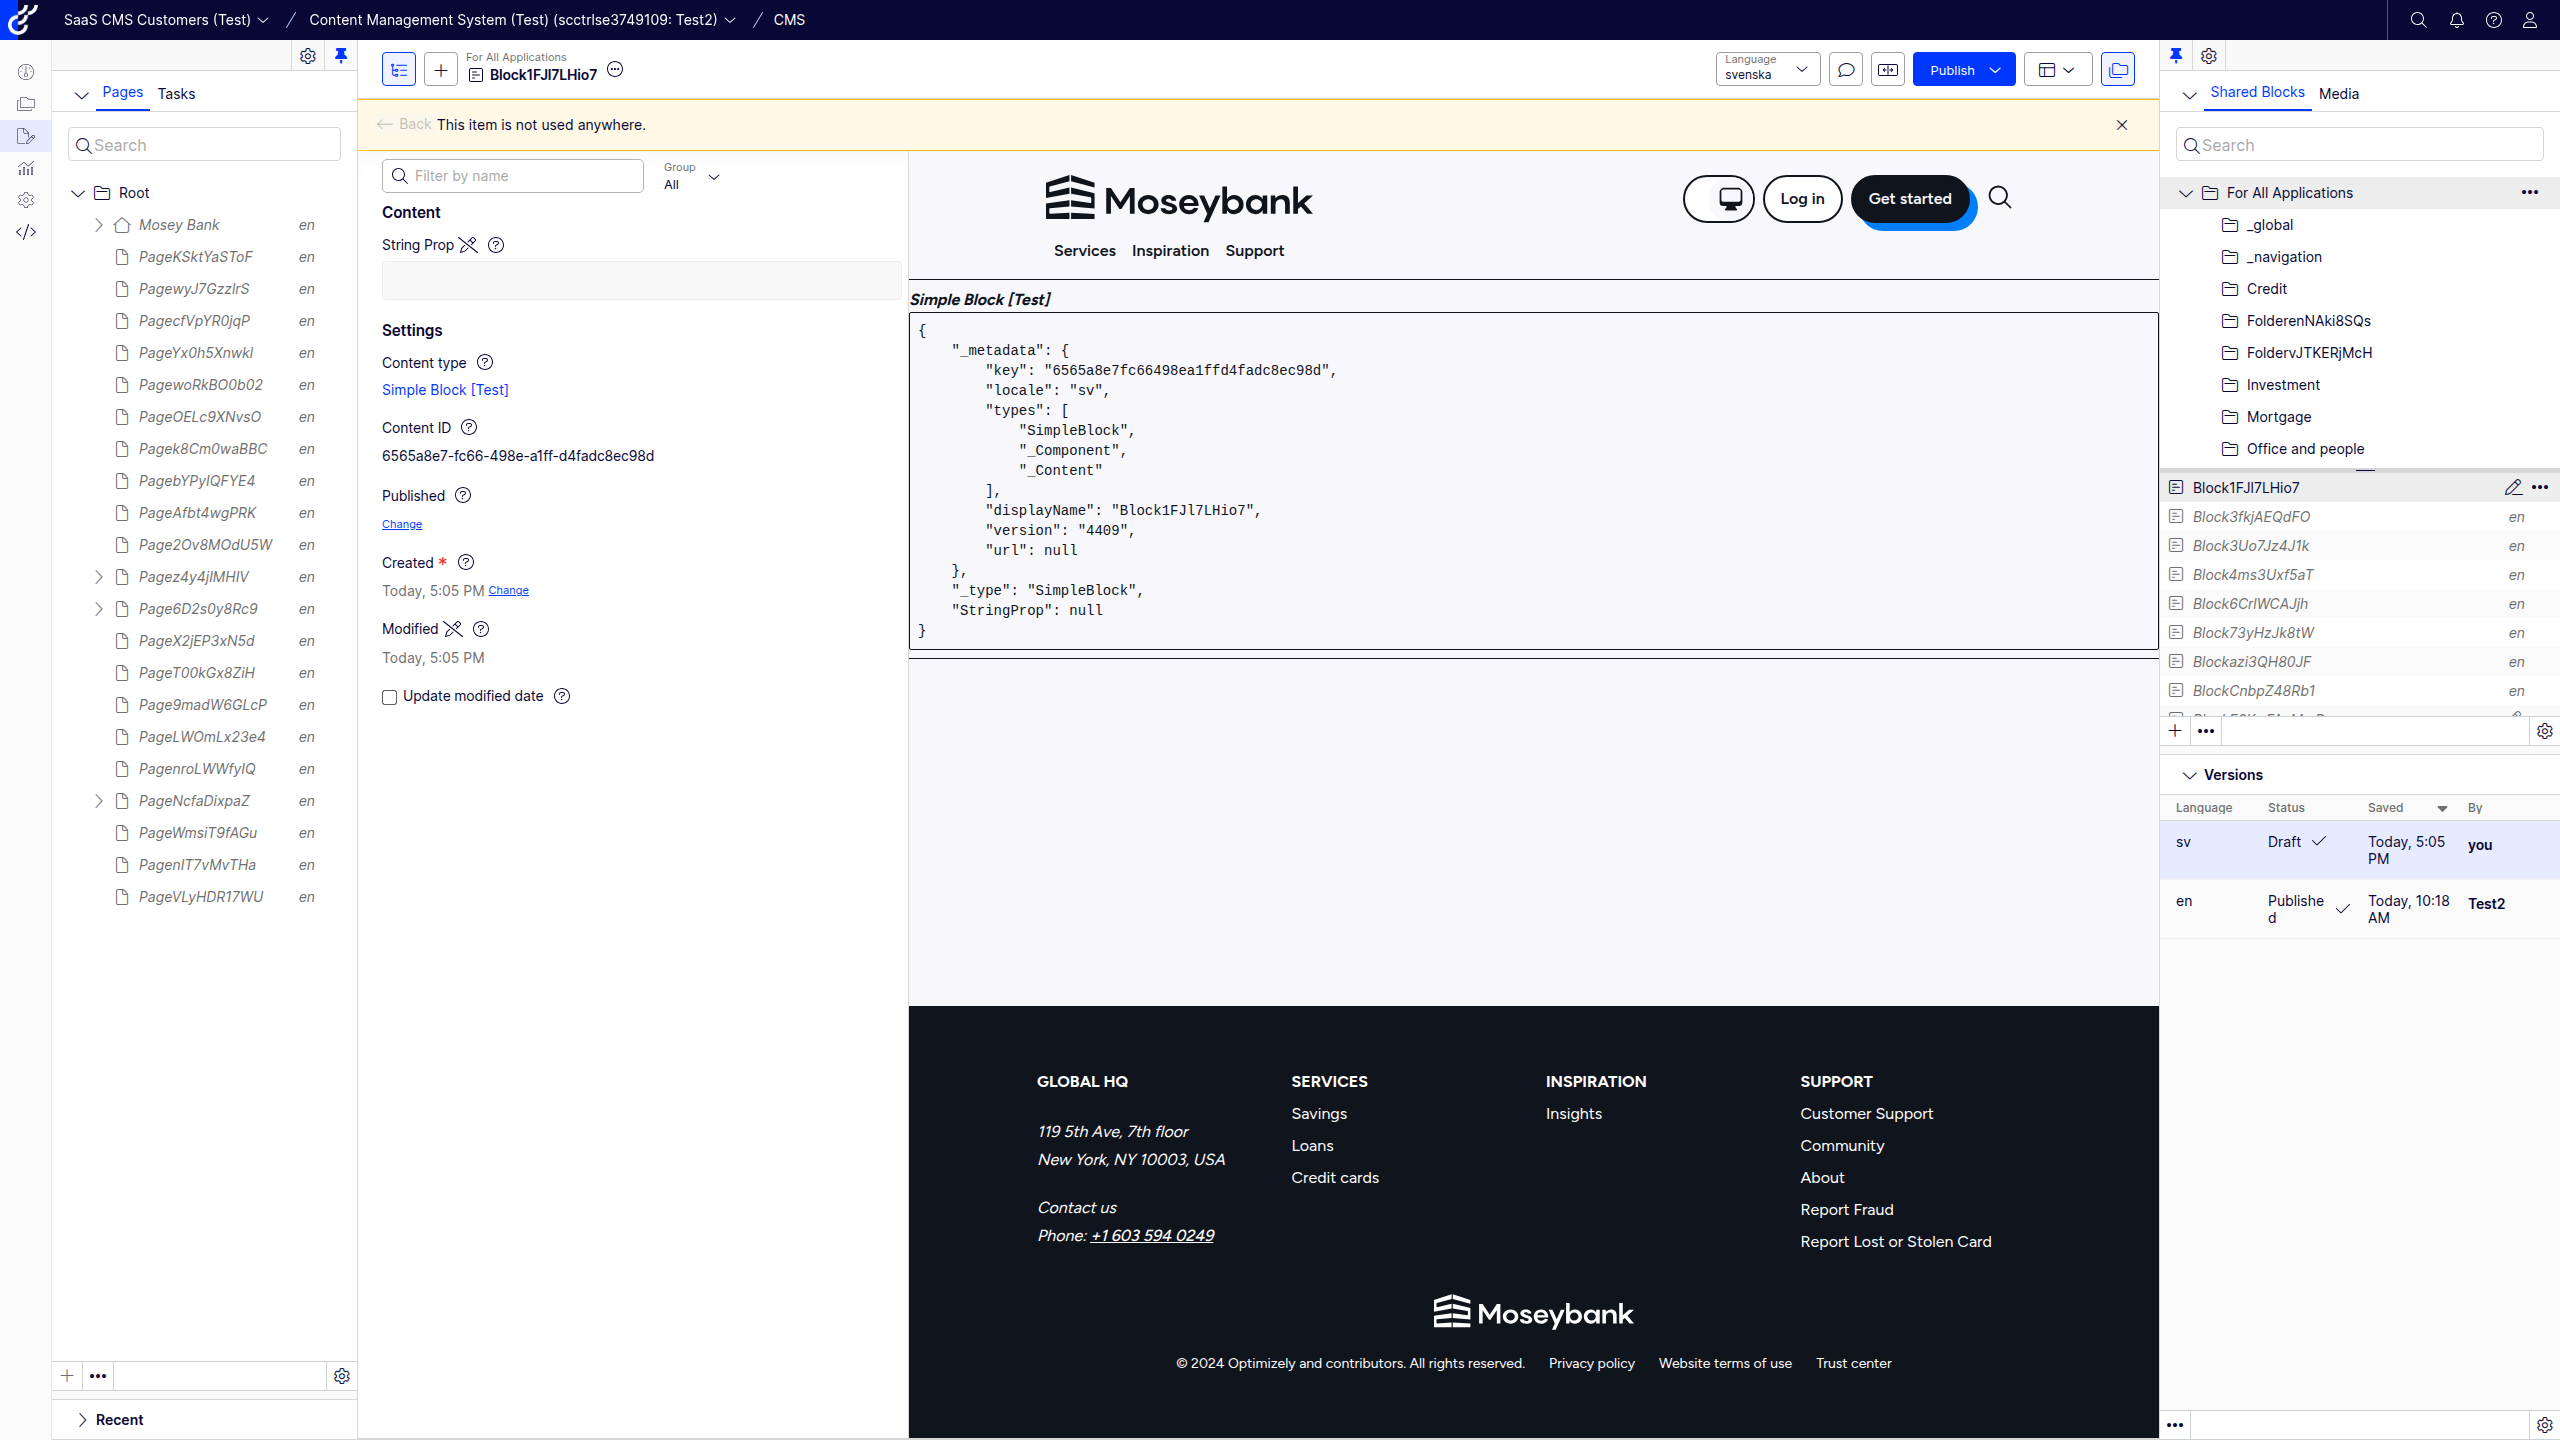 SaaS CMS Customers (Test) / Content Management System (Test) (scctrlse3749109: Test2) / CMS
Pages Tasks
Search
Root
Mosey Bank en
PageKSktYaSToF en
PagewyJ7GzzlrS en
PagecfVpYR0jqP en
PageYx0h5Xnwkl en
PagewoRkBO0b02 en
PageOELc9XNvsO en
Pagek8Cm0waBBC en
PagebYPylQFYE4 en
PageAfbt4wgPRK en
Page2Ov8MOdU5W en
Pagez4y4jlMHIV en
Page6D2s0y8Rc9 en
PageX2jEP3xN5d en
PageT00kGx8ZiH en
Page9madW6GLcP en
PageLWOmLx23e4 en
PagenroLWWfylQ en
PageNcfaDixpaZ en
PageWmsiT9fAGu en
PagenIT7vMvTHa en
PageVLyHDR17WU en
Recent
For All Applications
Block1FJl7LHio7
Language
svenska
Publish
Back This item is not used anywhere.
Filter by name
Group
All
Content
String Prop
Settings
Content type
Simple Block [Test]
Content ID
6565a8e7-fc66-498e-a1ff-d4fadc8ec98d
Published
Change
Created *
Today, 5:05 PM Change
Modified
Today, 5:05 PM
Update modified date
Moseybank
Log in
Get started
Services Inspiration Support
Simple Block [Test]
{
"_metadata": {
"key": "6565a8e7fc66498ea1ffd4fadc8ec98d",
"locale": "sv",
"types": [
"SimpleBlock",
"_Component",
"_Content"
],
"displayName": "Block1FJl7LHio7",
"version": "4409",
"url": null
},
"_type": "SimpleBlock",
"StringProp": null
}
GLOBAL HQ
119 5th Ave, 7th floor
New York, NY 10003, USA
Contact us
Phone: +1 603 594 0249
SERVICES
Savings
Loans
Credit cards
INSPIRATION
Insights
SUPPORT
Customer Support
Community
About
Report Fraud
Report Lost or Stolen Card
Moseybank
© 2024 Optimizely and contributors. All rights reserved. Privacy policy Website terms of use Trust center
Shared Blocks Media
Search
For All Applications
_global
_navigation
Credit
FolderenNAki8SQs
FoldervJTKERjMcH
Investment
Mortgage
Office and people
Block1FJl7LHio7
Block3fkjAEQdFO en
Block3Uo7Jz4J1k en
Block4ms3Uxf5aT en
Block6CrlWCAJjh en
Block73yHzJk8tW en
Blockazi3QH80JF en
BlockCnbpZ48Rb1 en
Versions
Language Status Saved By
sv Draft Today, 5:05 PM you
en Published Today, 10:18 AM Test2